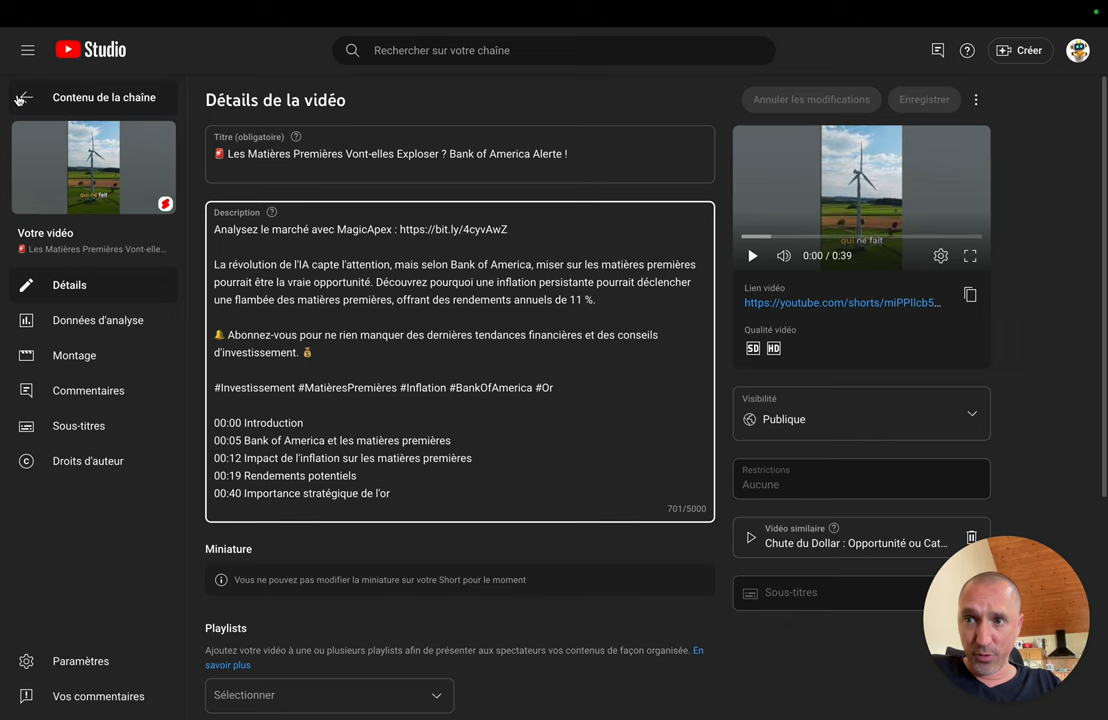 Studio
Rechercher sur votre chaîne
Créer
Contenu de la chaîne
qui ne fait
Votre vidéo
Les Matières Premières Vont-elles...
Détails
Données d'analyse
Montage
Commentaires
Sous-titres
Droits d'auteur
Paramètres
Vos commentaires
Détails de la vidéo
Annuler les modifications
Enregistrer
Titre (obligatoire)
🚨 Les Matières Premières Vont-elles Exploser ? Bank of America Alerte !
Description
Analysez le marché avec MagicApex : https://bit.ly/4cyvAwZ
La révolution de l'IA capte l'attention, mais selon Bank of America, miser sur les matières premières
pourrait être la vraie opportunité. Découvrez pourquoi une inflation persistante pourrait déclencher
une flambée des matières premières, offrant des rendements annuels de 11 %.
🔔 Abonnez-vous pour ne rien manquer des dernières tendances financières et des conseils
d'investissement. 💰
#Investissement #MatièresPremières #Inflation #BankOfAmerica #Or
00:00 Introduction
00:05 Bank of America et les matières premières
00:12 Impact de l'inflation sur les matières premières
00:19 Rendements potentiels
00:40 Importance stratégique de l'or
701/5000
Miniature
Vous ne pouvez pas modifier la miniature sur votre Short pour le moment
Playlists
Ajoutez votre vidéo à une ou plusieurs playlists afin de présenter aux spectateurs vos contenus de façon organisée. En
savoir plus
Sélectionner
qui ne fait
0:00 / 0:39
Lien vidéo
https://youtube.com/shorts/miPPIlcb5...
Qualité vidéo
SD HD
Visibilité
Publique
Restrictions
Aucune
Vidéo similaire
Chute du Dollar : Opportunité ou Cat...
Sous-titres